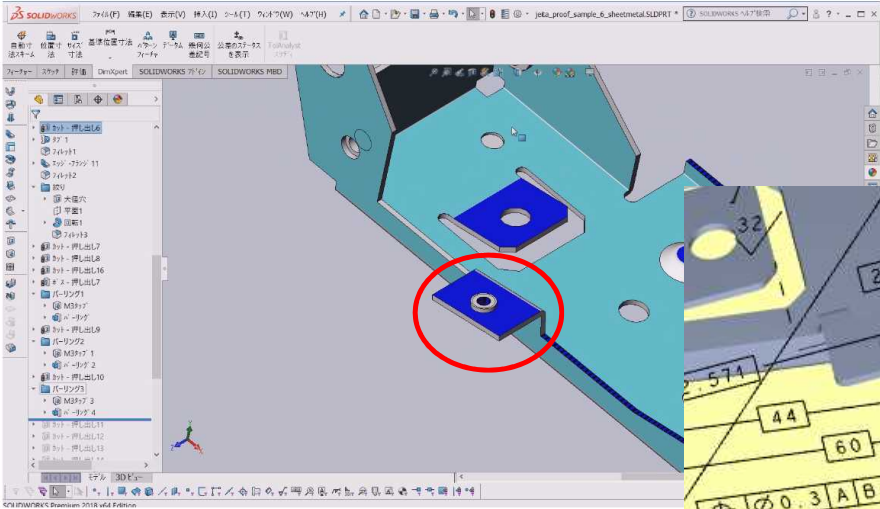 SOLIDWORKS ファイル(F) 編集(E) 表示(V) 挿入(I) ツール(T) ウィンドウ(W) ヘルプ(H) jeita_proof_sample_6_sheetmetal.SLDPRT * SOLIDWORKS ヘルプ検索
自動寸法スキーム
位置寸法
サイズ寸法
基準位置寸法
パターンフィーチャー
データム
幾何公差記号
公差のステータスを表示
TolAnalyst スタディ
フィーチャー スケッチ 評価 DimXpert SOLIDWORKS アドイン SOLIDWORKS MBD
カット - 押し出し6
タブ 1
フィレット1
エッジ-フランジ 11
フィレット2
絞り
大径穴
平面1
回転1
フィレット3
カット - 押し出し7
カット - 押し出し8
カット - 押し出し16
ボス - 押し出し7
バーリング1
M3タップ
バーリング
カット - 押し出し9
バーリング2
M3タップ 1
バーリング 2
カット - 押し出し10
バーリング3
M3タップ 3
バーリング 4
カット - 押し出し11
カット - 押し出し12
カット - 押し出し13
モデル 3D ビュー
SOLIDWORKS Premium 2018 x64 Edition
32
2.571
44
60
Ø0.3 A B